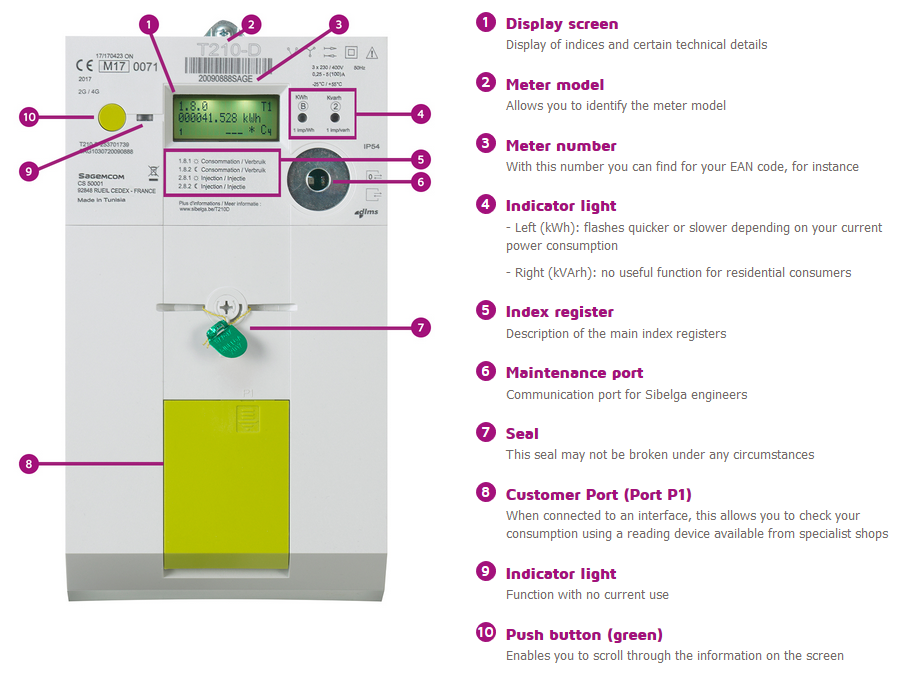 1
2
3
17/170423 ON
CE M17 0071
2017
2G / 4G
T210-D
20090888SAGE
3 x 230 / 400V 50Hz
0,25 - 5 (100)A
-25°C / +55°C
1.8.0 T1
000041.528 kWh
1
KWh
B
1 imp/Wh
Kvarh
2
1 imp/varh
4
10
9
IP54
5
6
Sagemcom
CS 50001
92848 RUEIL CEDEX - FRANCE
Made in Tunisia
1.8.1 Consommation / Verbruik
1.8.2 Consommation / Verbruik
2.8.1 Injection / Injectie
2.8.2 Injection / Injectie
Plus d'informations / Meer informatie :
www.sibelga.be/T210D
dlms
7
P1
8
1 Display screen
Display of indices and certain technical details
2 Meter model
Allows you to identify the meter model
3 Meter number
With this number you can find for your EAN code, for instance
4 Indicator light
- Left (kWh): flashes quicker or slower depending on your current
power consumption
- Right (kVArh): no useful function for residential consumers
5 Index register
Description of the main index registers
6 Maintenance port
Communication port for Sibelga engineers
7 Seal
This seal may not be broken under any circumstances
8 Customer Port (Port P1)
When connected to an interface, this allows you to check your
consumption using a reading device available from specialist shops
9 Indicator light
Function with no current use
10 Push button (green)
Enables you to scroll through the information on the screen